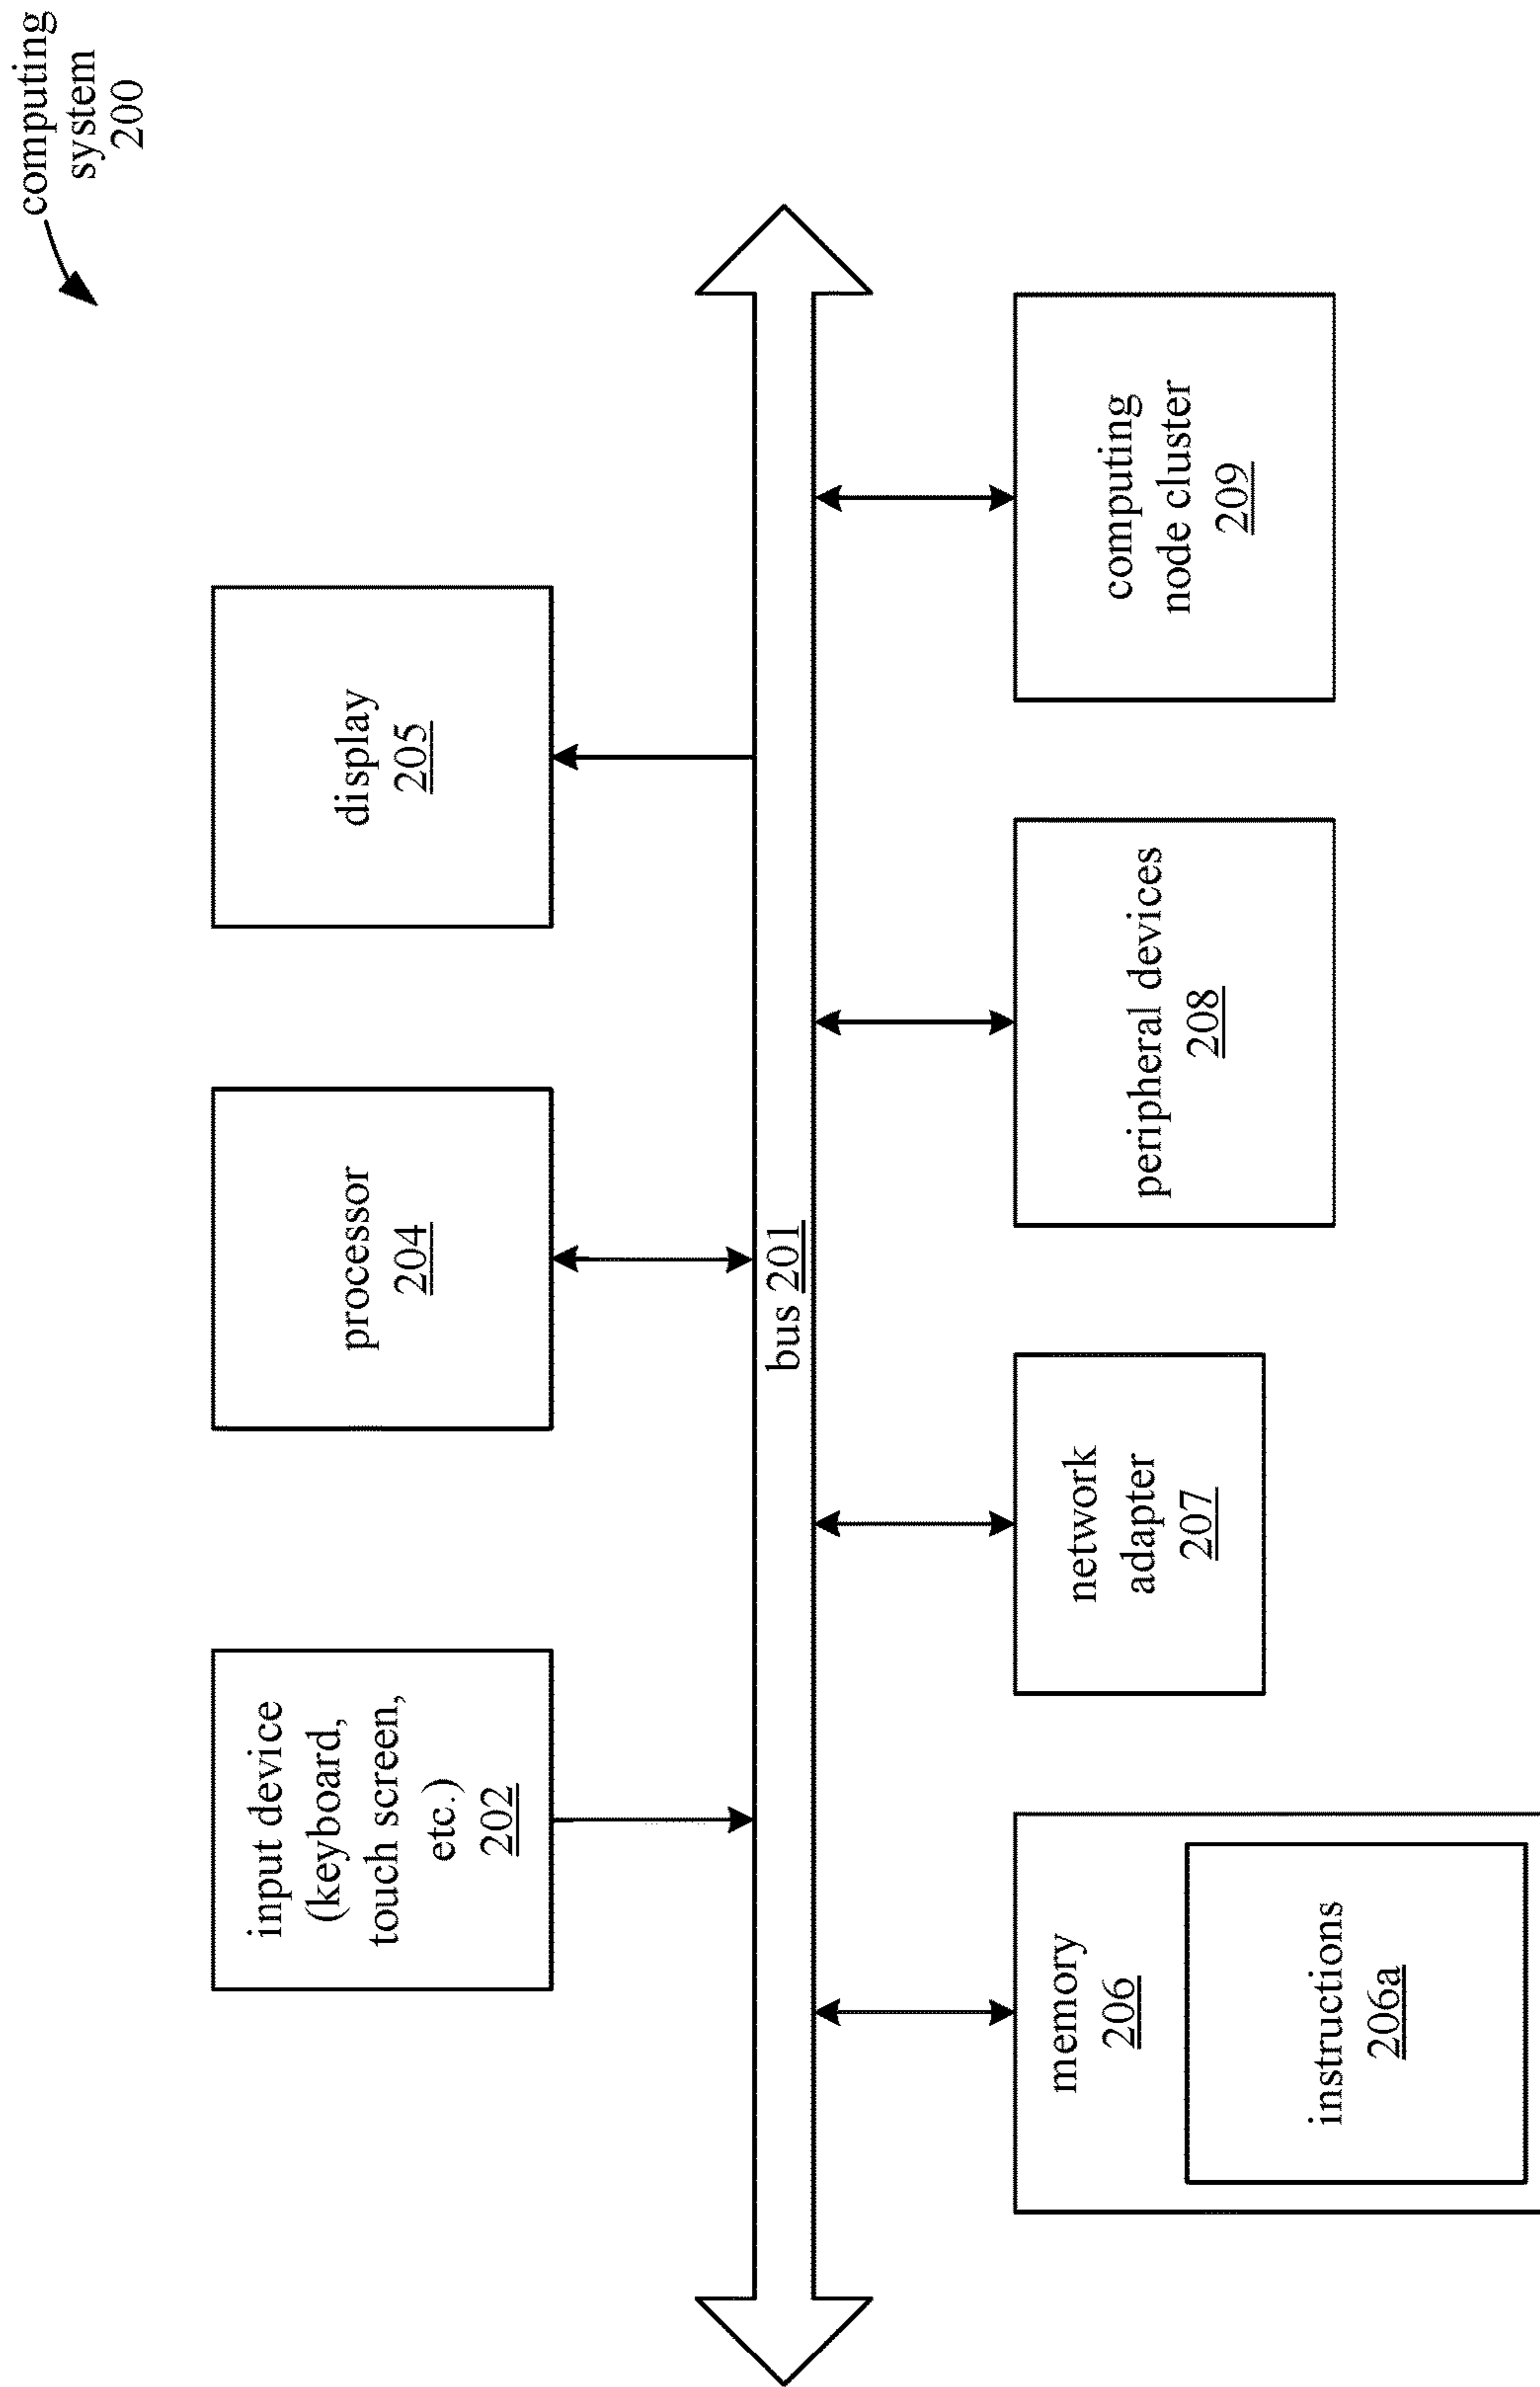 computing
system
200
input device
(keyboard,
touch screen,
etc.)
202
processor
204
display
205
bus 201
memory
206
instructions
206a
network
adapter
207
peripheral devices
208
computing
node cluster
209